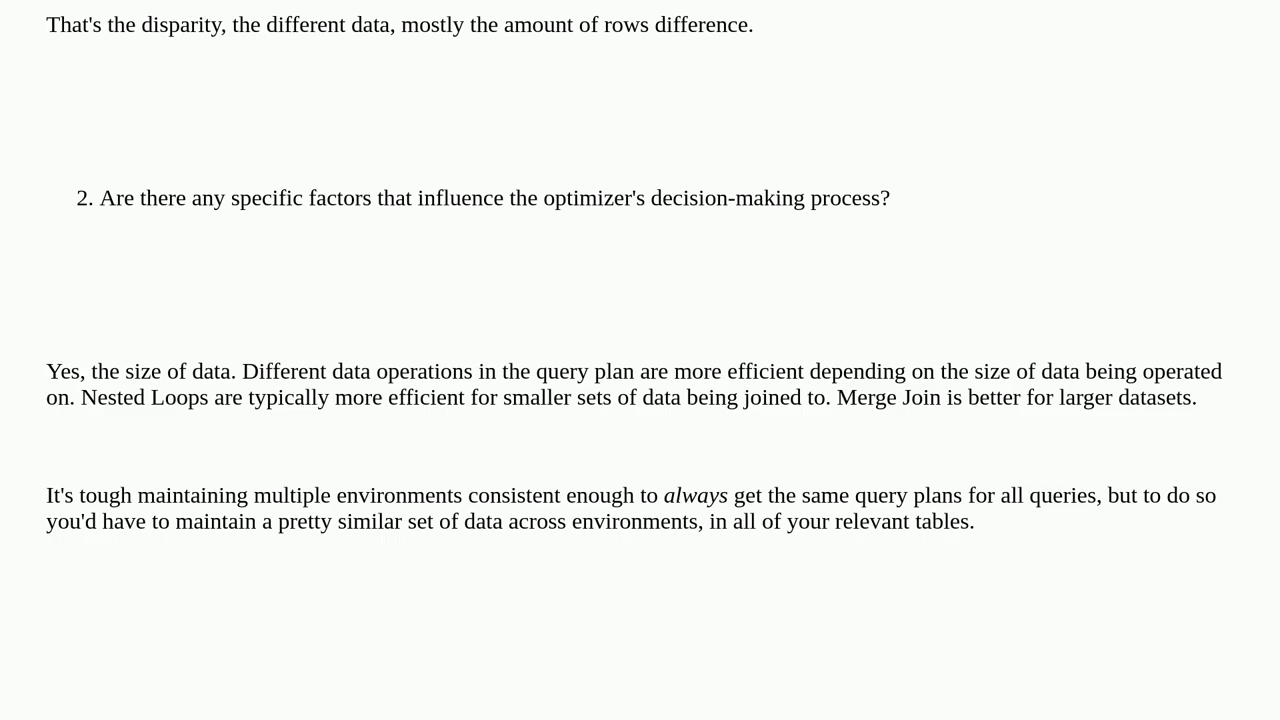 That's the disparity, the different data, mostly the amount of rows difference.
2. Are there any specific factors that influence the optimizer's decision-making process?
Yes, the size of data. Different data operations in the query plan are more efficient depending on the size of data being operated
on. Nested Loops are typically more efficient for smaller sets of data being joined to. Merge Join is better for larger datasets.
It's tough maintaining multiple environments consistent enough to always get the same query plans for all queries, but to do so
you'd have to maintain a pretty similar set of data across environments, in all of your relevant tables.